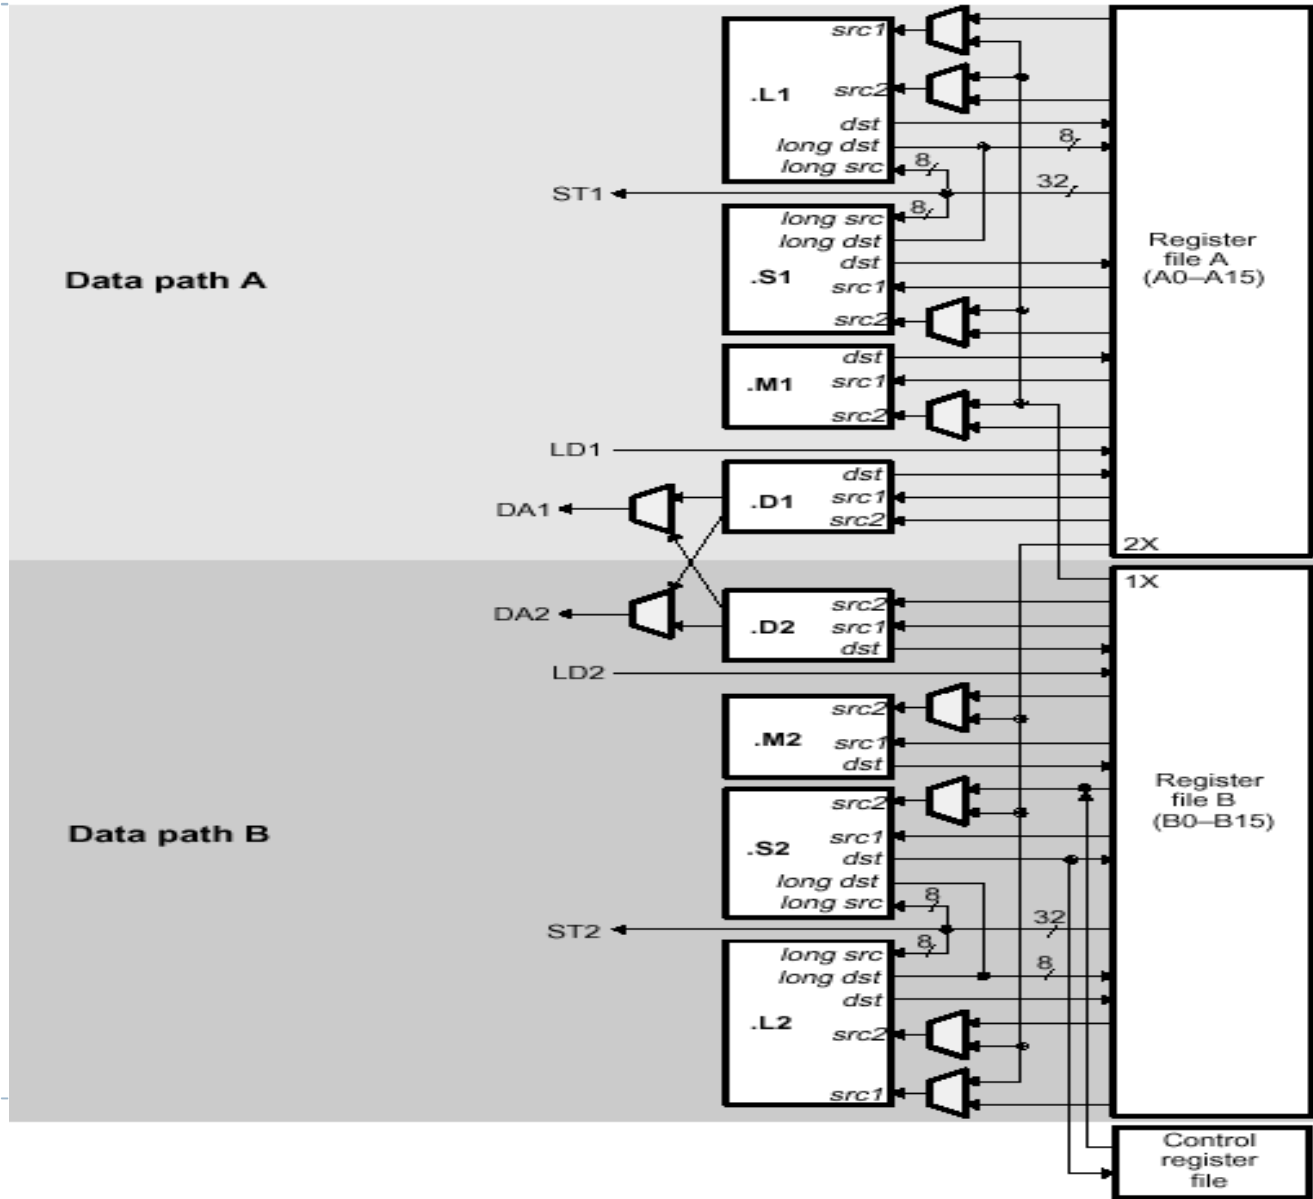 src1
.L1
src2
dst
8
long dst
8
long src
ST1
32
8
long src
long dst
Register
file A
(A0–A15)
dst
Data path A
.S1
src1
src2
dst
.M1
src1
src2
LD1
dst
DA1
.D1
src1
src2
2X
1X
DA2
src2
.D2
src1
dst
LD2
src2
.M2
src1
dst
Register
file B
(B0–B15)
src2
Data path B
src1
.S2
dst
long dst
8
long src
ST2
32
8
long src
long dst
8
dst
.L2
src2
src1
Control
register
file